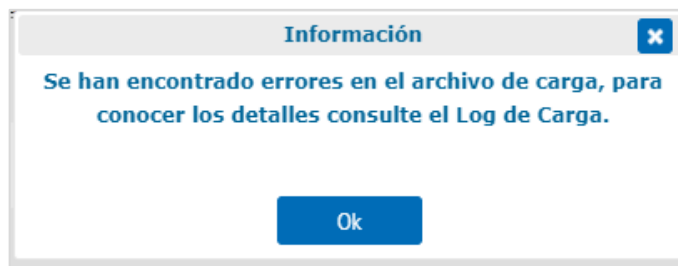 Información
Se han encontrado errores en el archivo de carga, para
conocer los detalles consulte el Log de Carga.
Ok